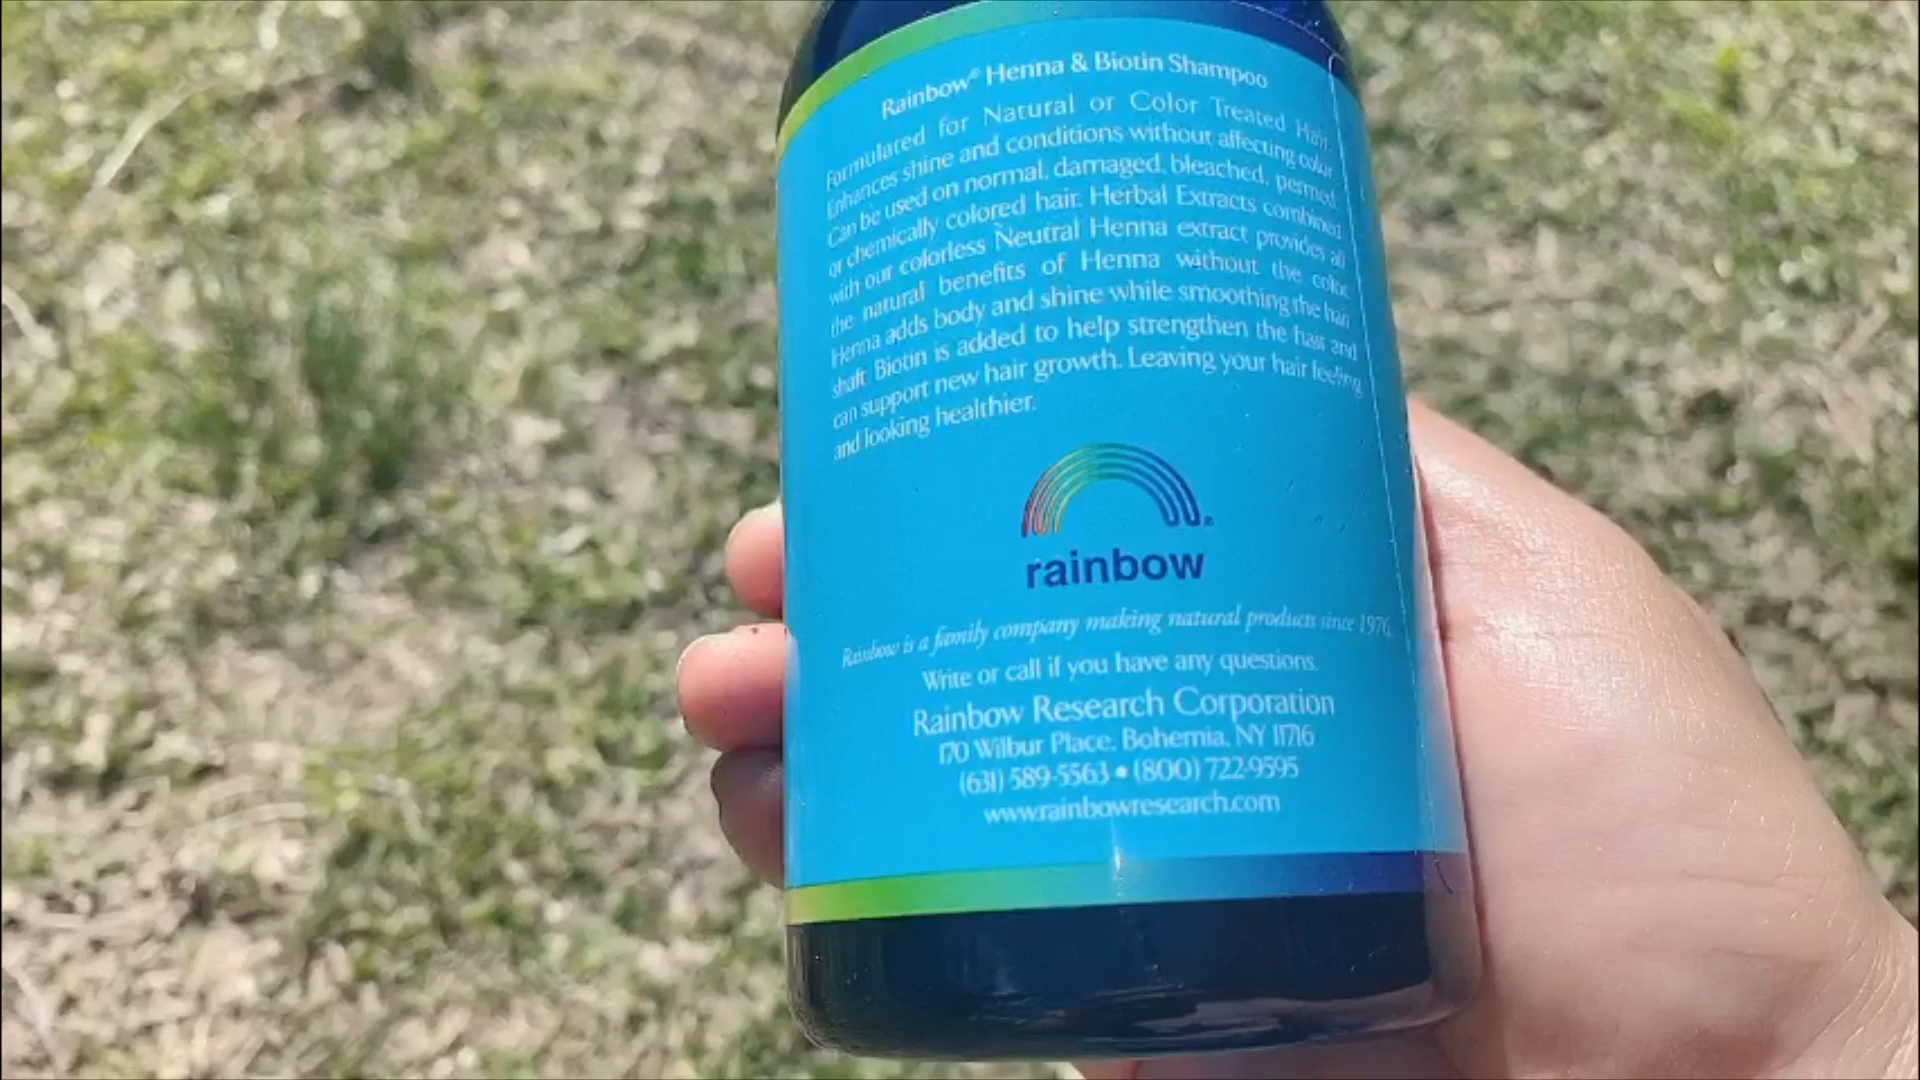 Rainbow® Henna & Biotin Shampoo
Formulated for Natural or Color Treated Hair.
Enhances shine and conditions without affecting color.
Can be used on normal, damaged, bleached, permed,
or chemically colored hair. Herbal Extracts combined
with our colorless Neutral Henna extract provides all
the natural benefits of Henna without the color.
Henna adds body and shine while smoothing the hair
shaft. Biotin is added to help strengthen the hair and
can support new hair growth. Leaving your hair feeling
and looking healthier.
rainbow
Rainbow is a family company making natural products since 1976.
Write or call if you have any questions.
Rainbow Research Corporation
170 Wilbur Place, Bohemia, NY 11716
(631) 589-5563 • (800) 722-9595
www.rainbowresearch.com